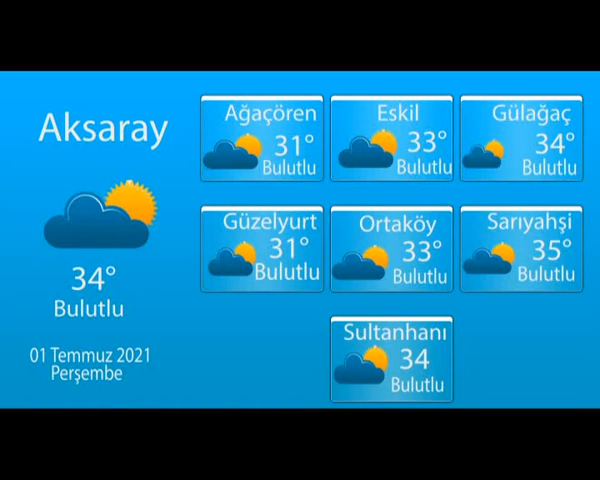 Aksaray
34°
Bulutlu
01 Temmuz 2021
Perşembe
Ağaçören
31°
Bulutlu
Eskil
33°
Bulutlu
Gülağaç
34°
Bulutlu
Güzelyurt
31°
Bulutlu
Ortaköy
33°
Bulutlu
Sarıyahşi
35°
Bulutlu
Sultanhanı
34
Bulutlu